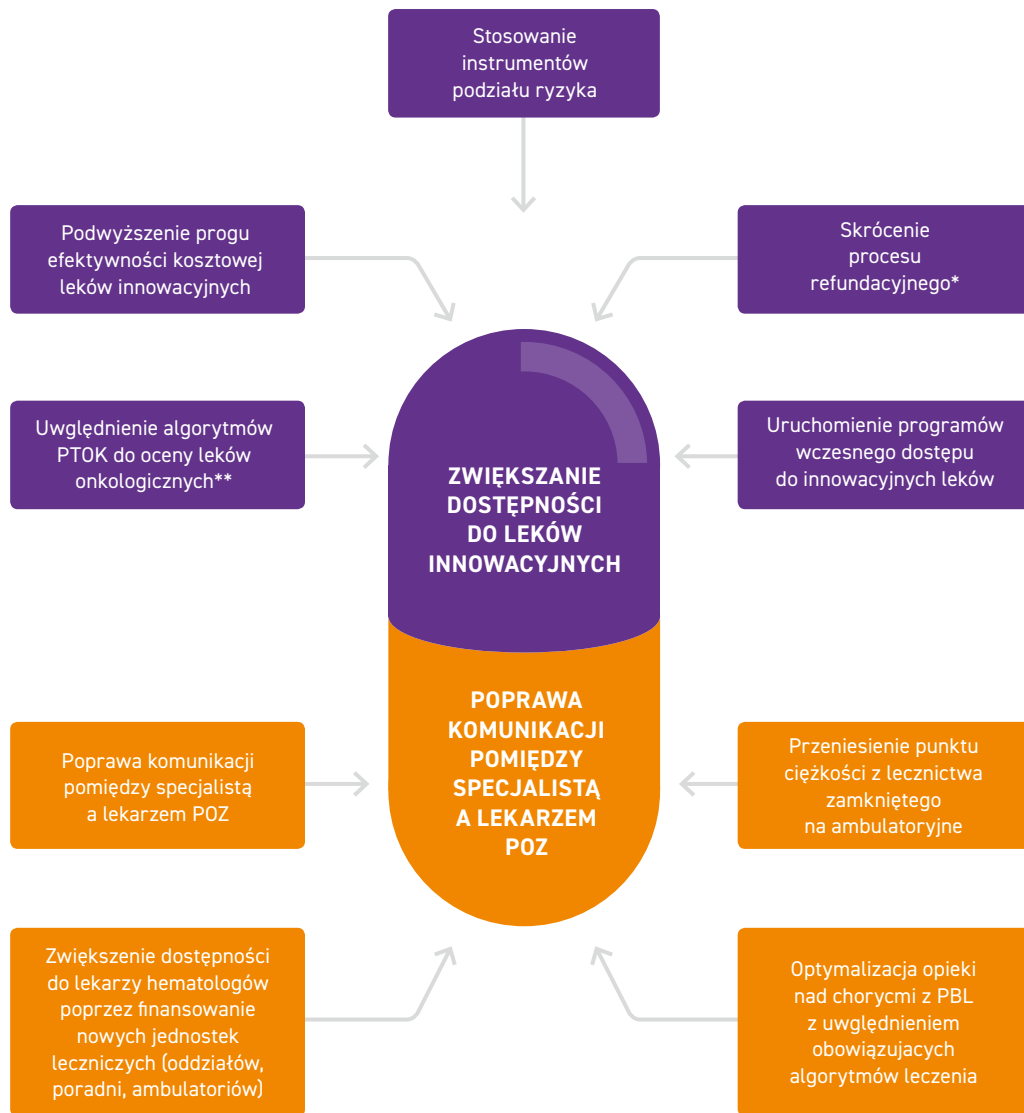 Stosowanie
instrumentów
podziału ryzyka
Podwyższenie progu
efektywności kosztowej
leków innowacyjnych
Skrócenie
procesu
refundacyjnego*
Uwględnienie algorytmów
PTOK do oceny leków
onkologicznych**
Uruchomienie programów
wczesnego dostępu
do innowacyjnych leków
ZWIĘKSZANIE
DOSTĘPNOŚCI
DO LEKÓW
INNOWACYJNYCH
POPRAWA
KOMUNIKACJI
POMIĘDZY
SPECJALISTĄ
A LEKARZEM
POZ
Poprawa komunikacji
pomiędzy specjalistą
a lekarzem POZ
Przeniesienie punktu
ciężkości z lecznictwa
zamkniętego
na ambulatoryjne
Zwiększenie dostępności
do lekarzy hematologów
poprzez finansowanie
nowych jednostek
leczniczych (oddziałów,
poradni, ambulatoriów)
Optymalizacja opieki
nad chorycmi z PBL
z uwględnieniem
obowiązujacych
algorytmów leczenia